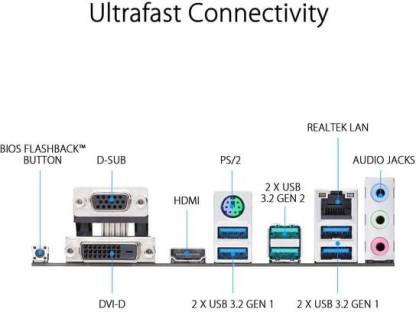 Ultrafast Connectivity
REALTEK LAN
BIOS FLASHBACK™
BUTTON
D-SUB
PS/2
AUDIO JACKS
2 X USB
3.2 GEN 2
HDMI
DVI-D
2 X USB 3.2 GEN 1
2 X USB 3.2 GEN 1